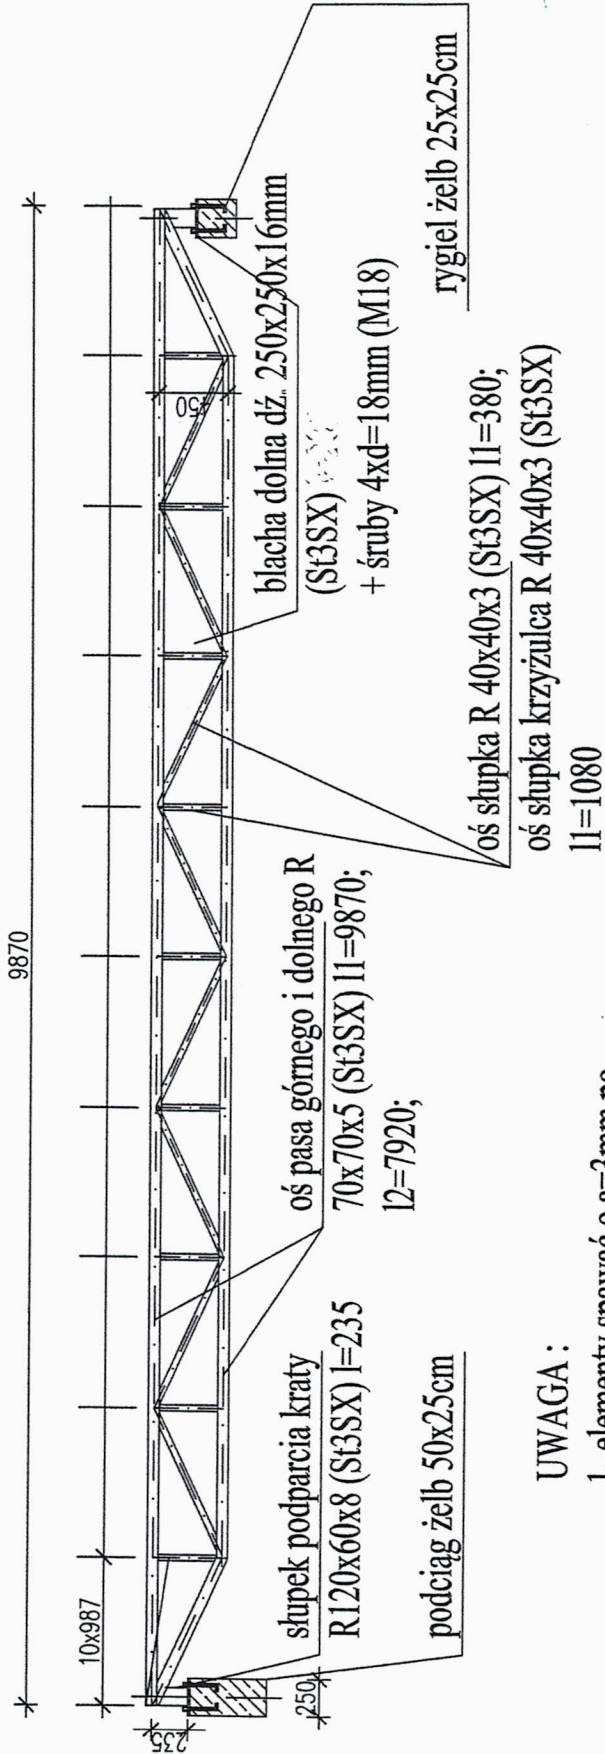 9870
10x987
235
250
450
słupek podparcia kraty
R120x60x8 (St3SX) l=235
podciąg żelb 50x25cm
oś pasa górnego i dolnego R
70x70x5 (St3SX) l1=9870;
l2=7920;
oś słupka R 40x40x3 (St3SX) l1=380;
oś słupka krzyżulca R 40x40x3 (St3SX)
l1=1080
blacha dolna dź. 250x250x16mm
(St3SX)
+ śruby 4xd=18mm (M18)
rygiel żelb 25x25cm
UWAGA :